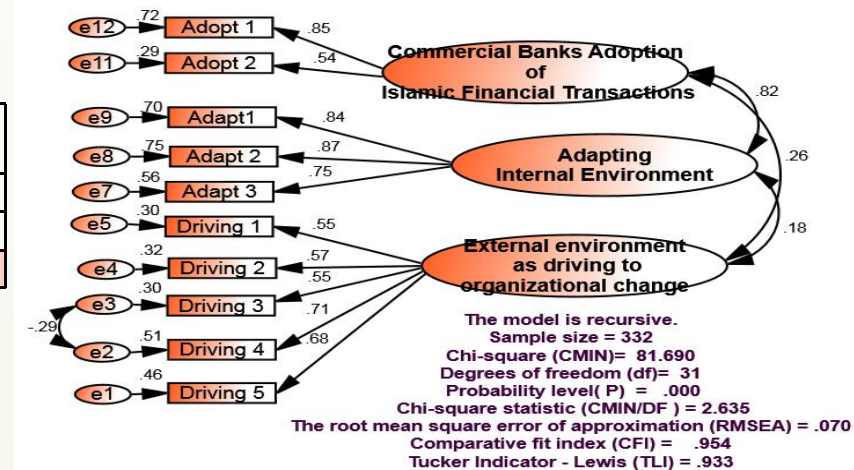 e12 .72 Adopt 1 .85
e11 .29 Adopt 2 .54
Commercial Banks Adoption
of
Islamic Financial Transactions
.82
e9 .70 Adapt1 .84
e8 .75 Adapt 2 .87
e7 .56 Adapt 3 .75
Adapting
Internal Environment
.26
.18
e5 .30 Driving 1 .55
e4 .32 Driving 2 .57
e3 .30 Driving 3 .55
e2 .51 Driving 4 .71
e1 .46 Driving 5 .68
-.29
External environment
as driving to
organizational change
The model is recursive.
Sample size = 332
Chi-square (CMIN)= 81.690
Degrees of freedom (df)= 31
Probability level( P) = .000
Chi-square statistic (CMIN/DF ) = 2.635
The root mean square error of approximation (RMSEA) = .070
Comparative fit index (CFI) = .954
Tucker Indicator - Lewis (TLI) = .933